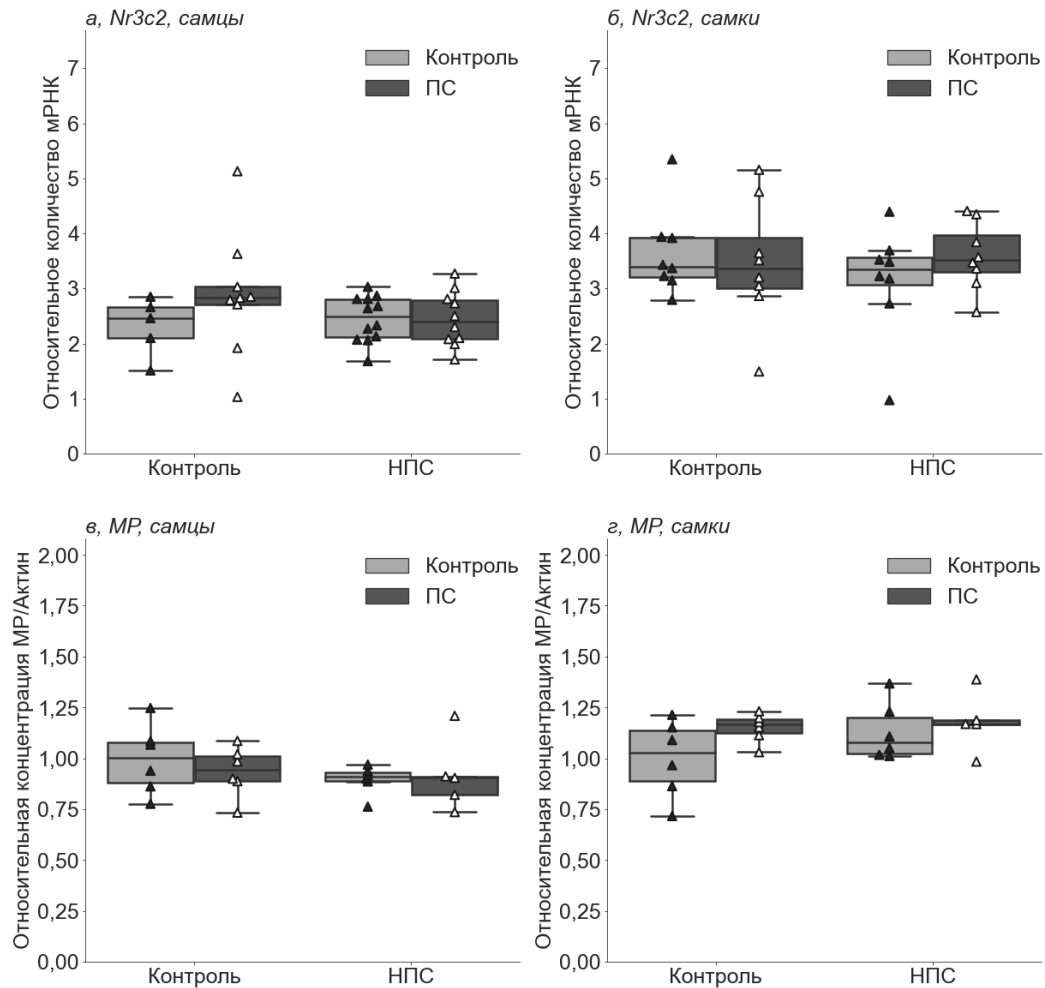 а, Nr3c2, самцы
Относительное количество мРНК
7
6
5
4
3
2
1
0
Контроль
ПС
Контроль
НПС
б, Nr3c2, самки
Относительное количество мРНК
7
6
5
4
3
2
1
0
Контроль
ПС
Контроль
НПС
в, МР, самцы
Относительная концентрация МР/Актин
2,00
1,75
1,50
1,25
1,00
0,75
0,50
0,25
0,00
Контроль
ПС
Контроль
НПС
г, МР, самки
Относительная концентрация МР/Актин
2,00
1,75
1,50
1,25
1,00
0,75
0,50
0,25
0,00
Контроль
ПС
Контроль
НПС